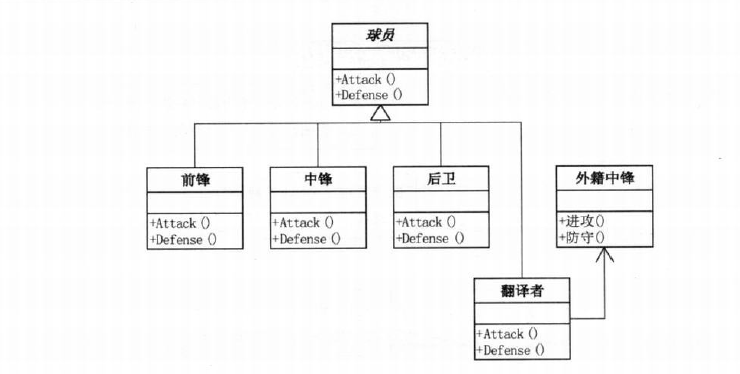 球员
+Attack()
+Defense()
前锋
+Attack()
+Defense()
中锋
+Attack()
+Defense()
后卫
+Attack()
+Defense()
外籍中锋
+进攻()
+防守()
翻译者
+Attack()
+Defense()